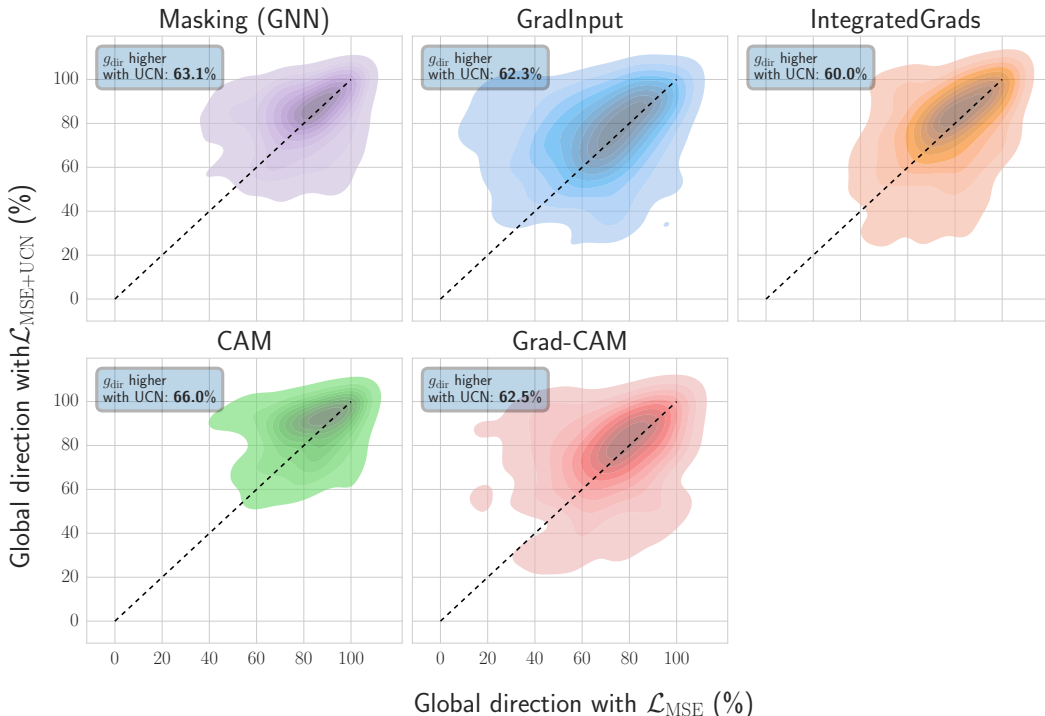 Masking (GNN)
GradInput
IntegratedGrads
g_dir higher
with UCN: 63.1%
g_dir higher
with UCN: 62.3%
g_dir higher
with UCN: 60.0%
100
80
60
40
20
0
CAM
Grad-CAM
g_dir higher
with UCN: 66.0%
g_dir higher
with UCN: 62.5%
100
80
60
40
20
0
0 20 40 60 80 100
0 20 40 60 80 100
Global direction with ℒ_MSE (%)
Global direction withℒ_MSE+UCN (%)